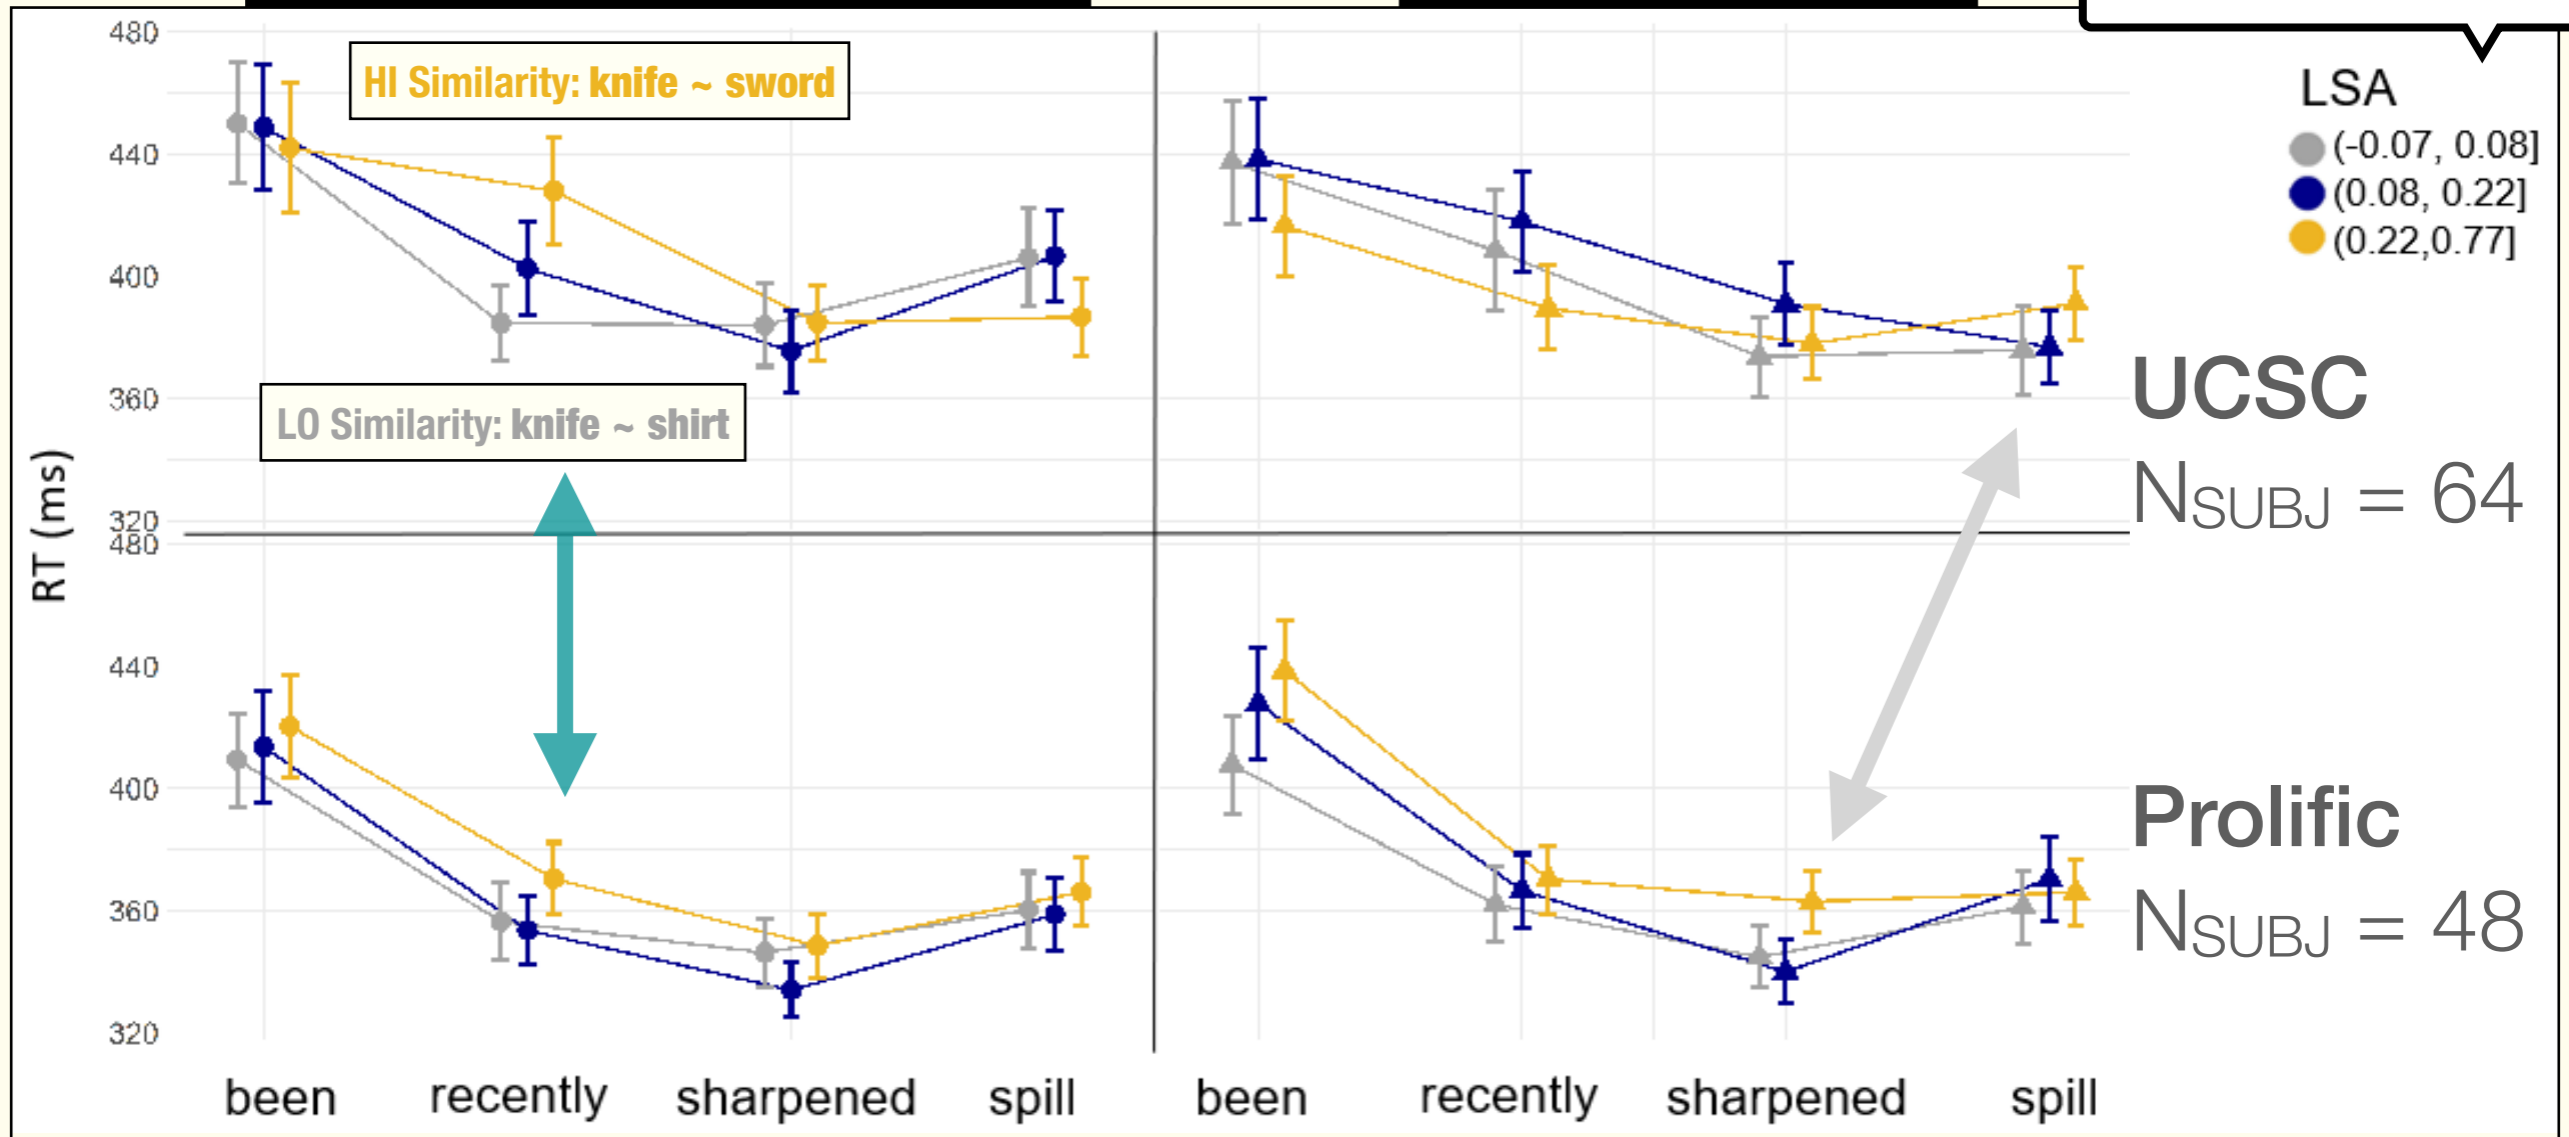 480
HI Similarity: knife ~ sword
LSA
(-0.07, 0.08]
(0.08, 0.22]
(0.22,0.77]
440
400
360
LO Similarity: knife ~ shirt
UCSC
NSUBJ = 64
320
RT (ms)
480
440
400
Prolific
360
NSUBJ = 48
320
been recently sharpened spill been recently sharpened spill